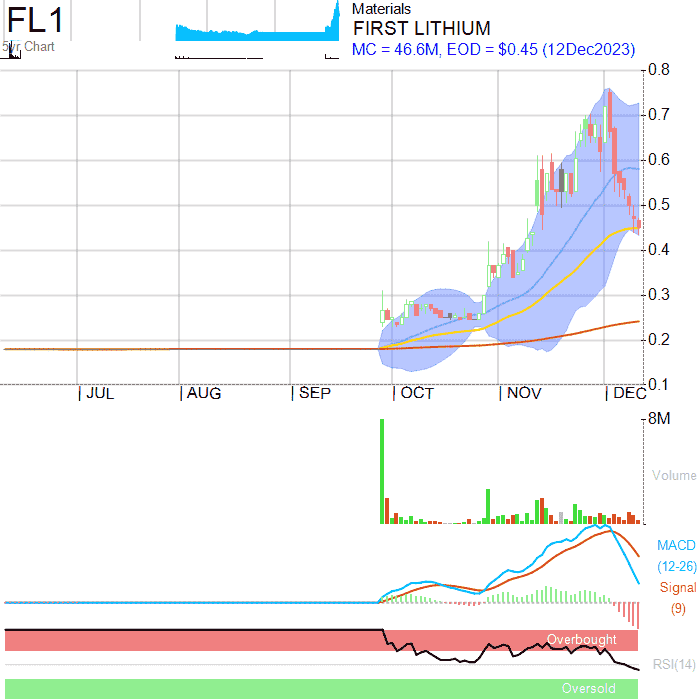 FL1
5yr Chart
Materials
FIRST LITHIUM
MC = 46.6M, EOD = $0.45 (12Dec2023)
0.8
0.7
0.6
0.5
0.4
0.3
0.2
0.1
JUL AUG SEP OCT NOV DEC
8M
Volume
MACD
(12-26)
Signal
(9)
Overbought
RSI(14)
Oversold